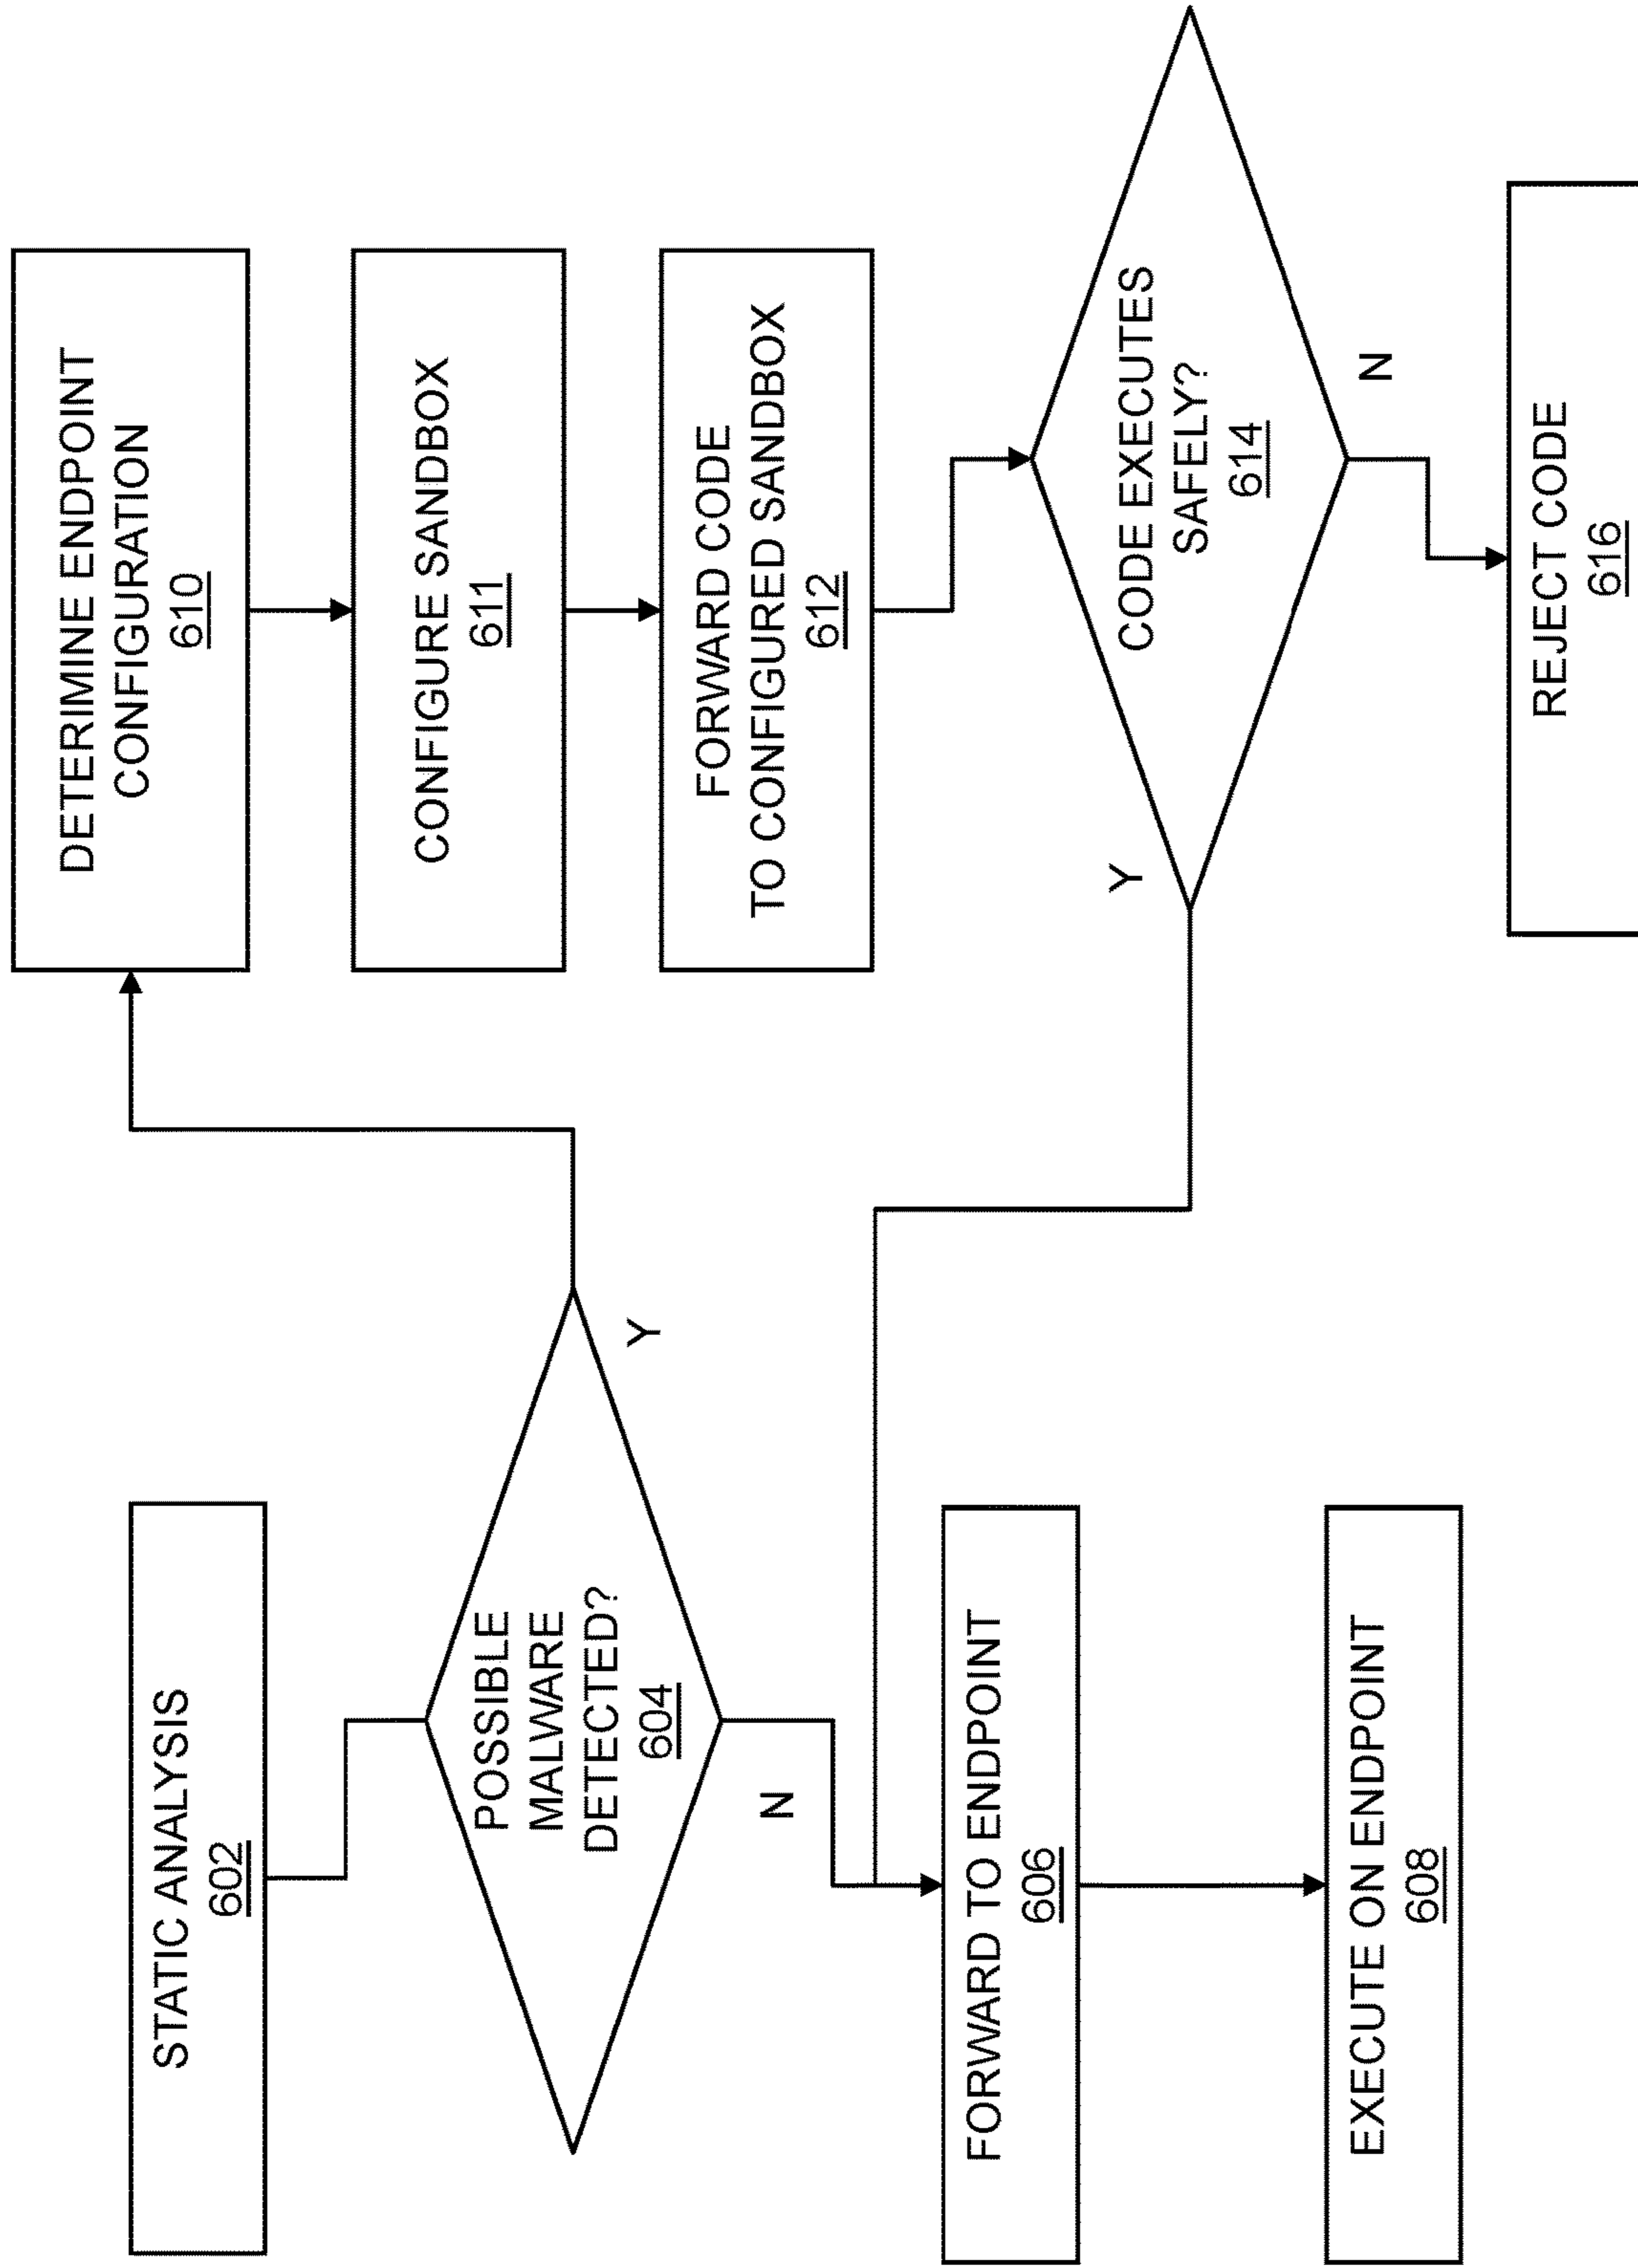 STATIC ANALYSIS
602
POSSIBLE
MALWARE
DETECTED?
604
Y
N
FORWARD TO ENDPOINT
606
EXECUTE ON ENDPOINT
608
DETERIMINE ENDPOINT
CONFIGURATION
610
CONFIGURE SANDBOX
611
FORWARD CODE
TO CONFIGURED SANDBOX
612
CODE EXECUTES
SAFELY?
614
Y
N
REJECT CODE
616